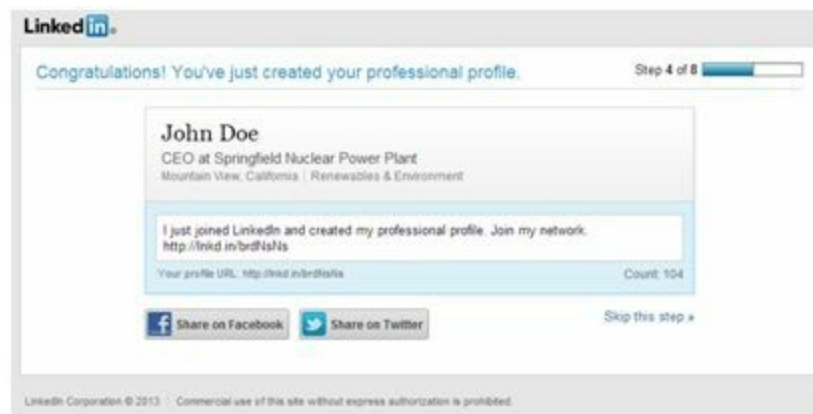 Linked in
Congratulations! You've just created your professional profile.
Step 4 of 8
John Doe
CEO at Springfield Nuclear Power Plant
Mountain View, California | Renewables & Environment
I just joined LinkedIn and created my professional profile. Join my network.
http://lnkd.in/brdNsNs
Your profile URL: http://lnkd.in/brdNsNs
Count: 104
Share on Facebook
Share on Twitter
Skip this step »
LinkedIn Corporation © 2013 | Commercial use of this site without express authorization is prohibited.